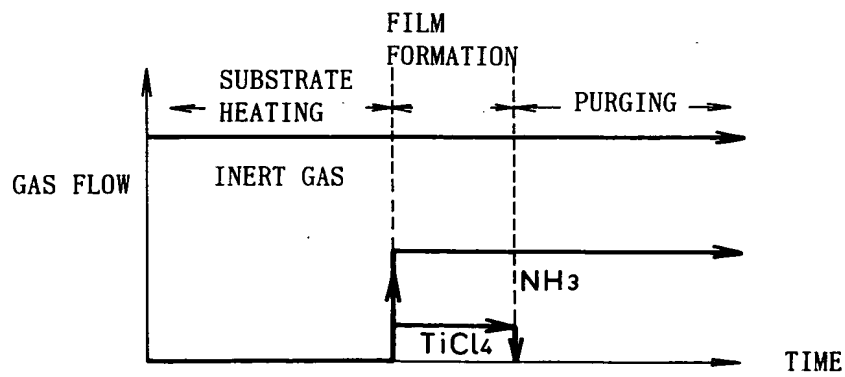 FILM
FORMATION
SUBSTRATE
HEATING
PURGING
GAS FLOW
INERT GAS
NH3
TiCl4
TIME